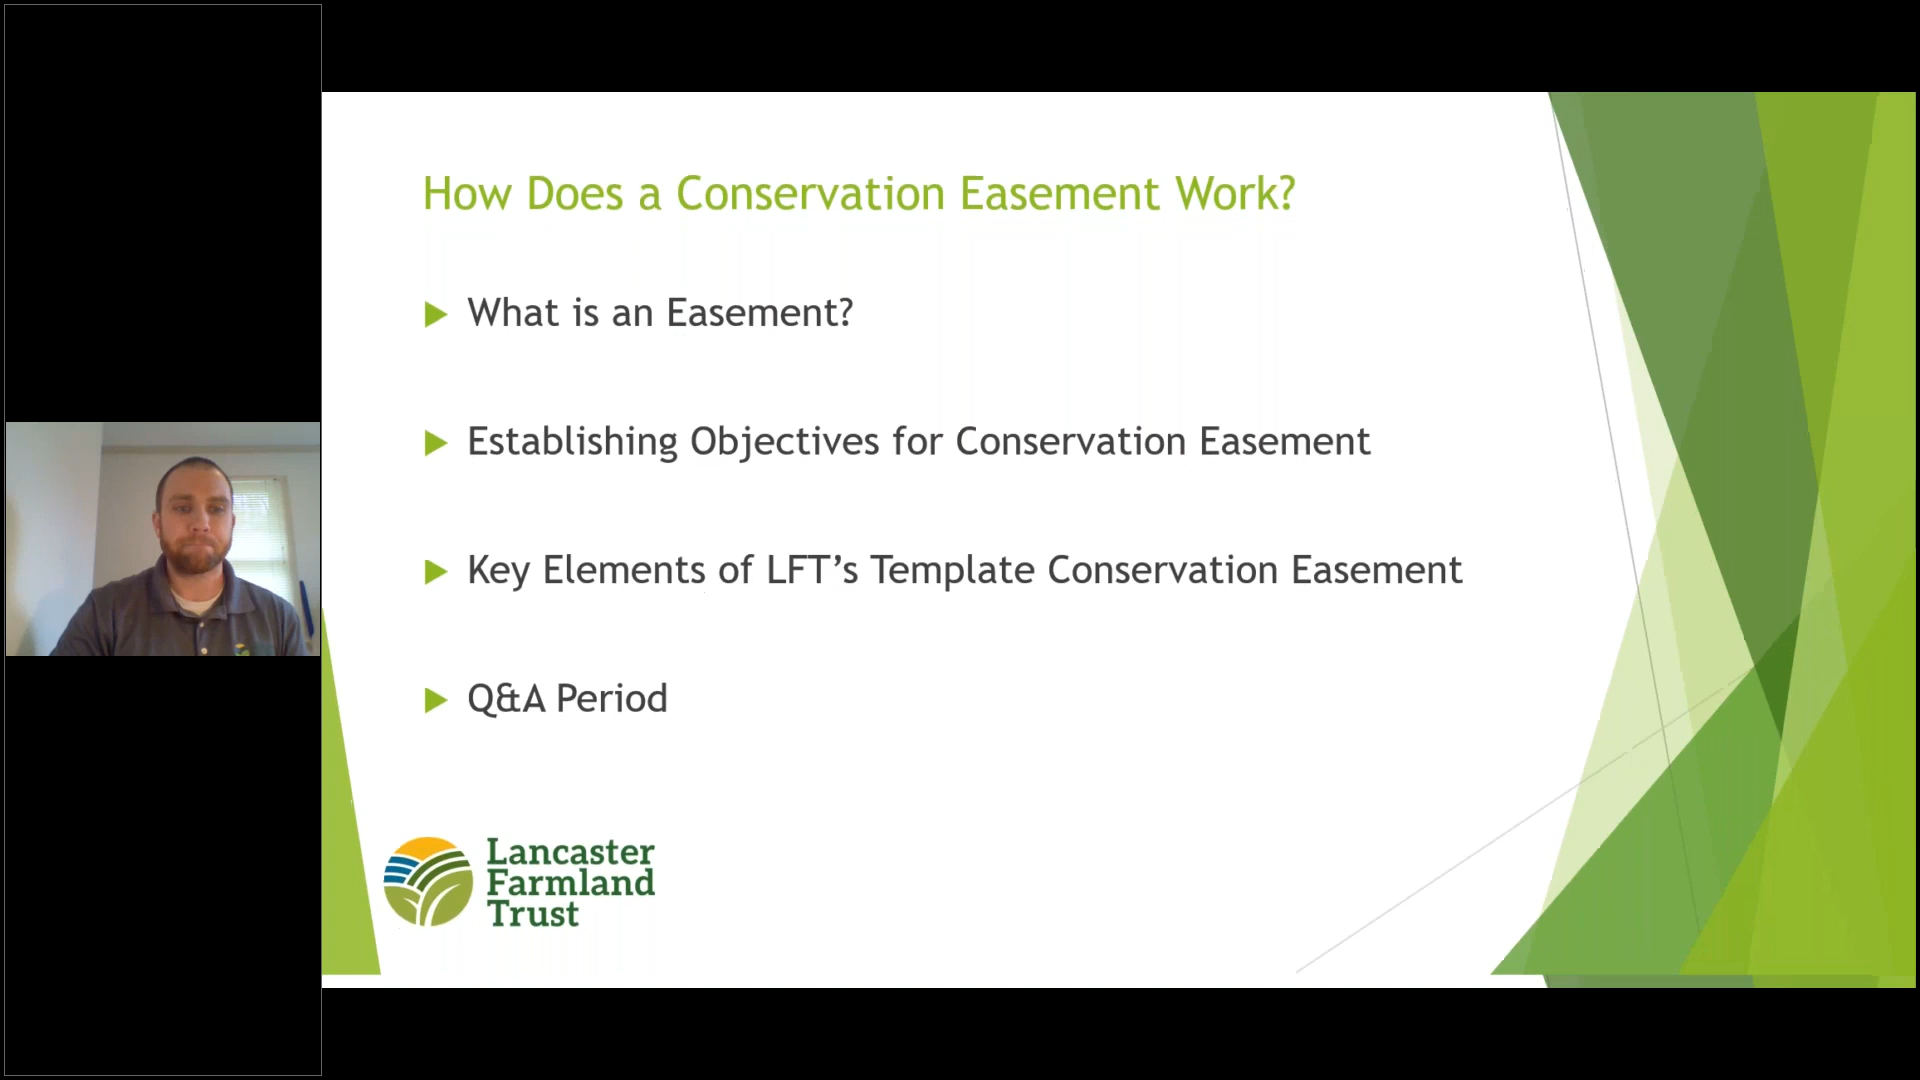 How Does a Conservation Easement Work?
What is an Easement?
Establishing Objectives for Conservation Easement
Key Elements of LFT’s Template Conservation Easement
Q&A Period
Lancaster
Farmland
Trust